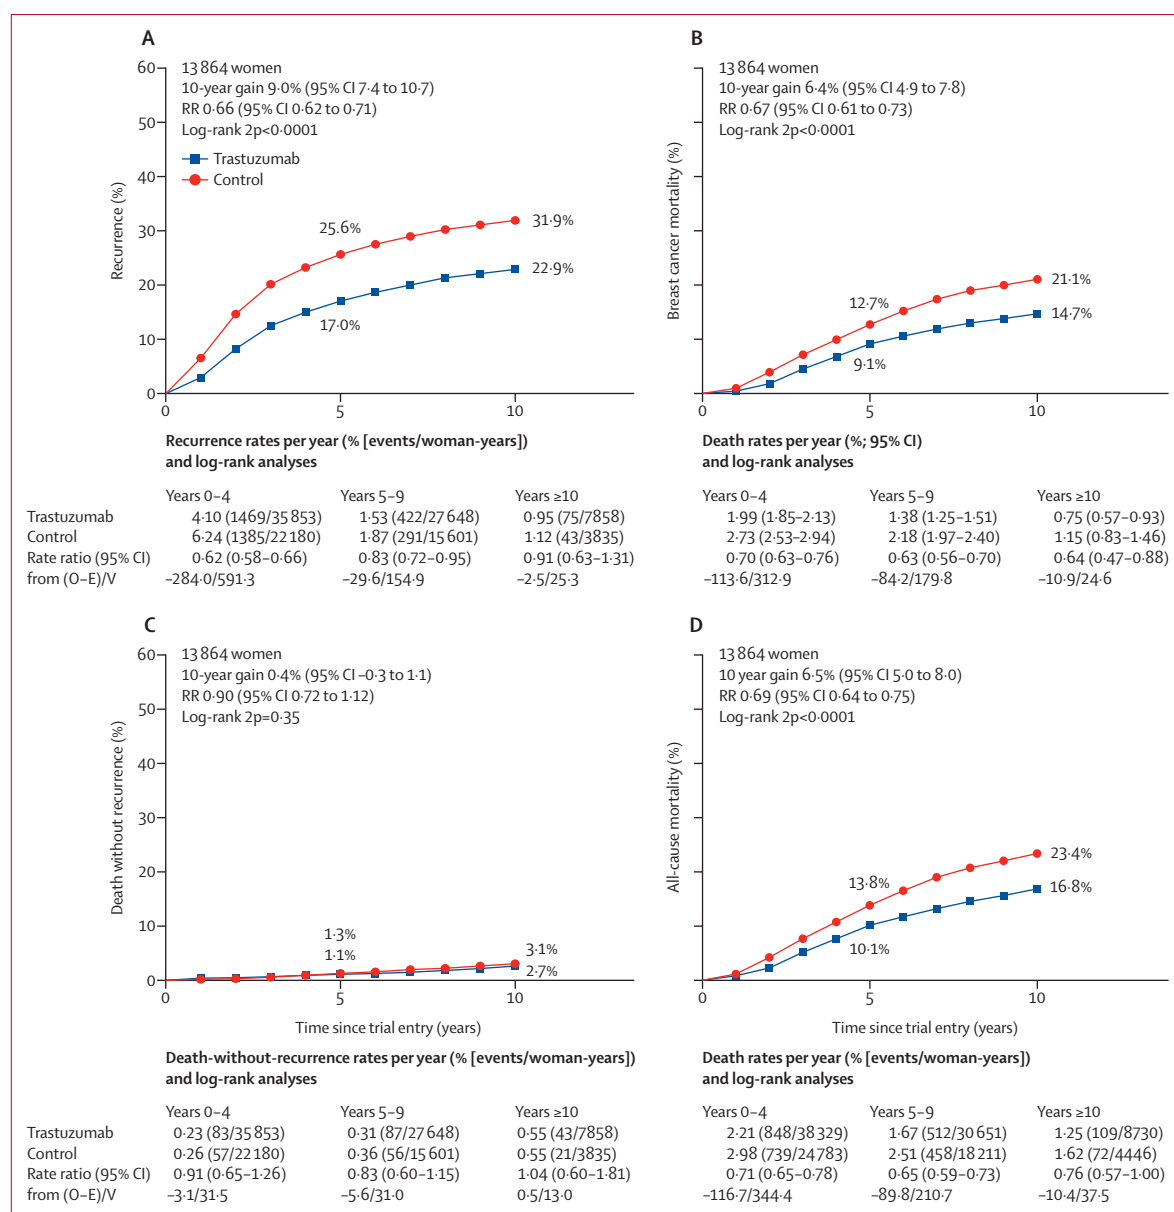 A
13 864 women
10-year gain 9·0% (95% CI 7·4 to 10·7)
RR 0·66 (95% CI 0·62 to 0·71)
Log-rank 2p<0·0001
Trastuzumab
Control
Recurrence (%)
60
50
40
30
20
10
0
25.6%
31·9%
22·9%
17·0%
0 5 10
Recurrence rates per year (% [events/woman-years])
and log-rank analyses
Years 0–4 Years 5–9 Years ≥10
Trastuzumab 4·10 (1469/35 853) 1·53 (422/27 648) 0·95 (75/7858)
Control 6·24 (1385/22 180) 1·87 (291/15 601) 1·12 (43/3835)
Rate ratio (95% CI) 0·62 (0·58–0·66) 0·83 (0·72–0·95) 0·91 (0·63–1·31)
from (O–E)/V –284·0/591·3 –29·6/154·9 –2·5/25·3
B
13 864 women
10-year gain 6·4% (95% CI 4·9 to 7·8)
RR 0·67 (95% CI 0·61 to 0·73)
Log-rank 2p<0·0001
Breast cancer mortality (%)
12·7%
21·1%
14·7%
9·1%
0 5 10
Death rates per year (%; 95% CI)
and log-rank analyses
Years 0–4 Years 5–9 Years ≥10
1·99 (1·85–2·13) 1·38 (1·25–1·51) 0·75 (0·57–0·93)
2·73 (2·53–2·94) 2·18 (1·97–2·40) 1·15 (0·83–1·46)
0·70 (0·63–0·76) 0·63 (0·56–0·70) 0·64 (0·47–0·88)
–113·6/312·9 –84·2/179·8 –10·9/24·6
C
13 864 women
10-year gain 0·4% (95% CI –0·3 to 1·1)
RR 0·90 (95% CI 0·72 to 1·12)
Log-rank 2p=0·35
Death without recurrence (%)
60
50
40
30
20
10
0
1·3%
1·1%
3·1%
2·7%
0 5 10
Time since trial entry (years)
Death-without-recurrence rates per year (% [events/woman-years])
and log-rank analyses
Years 0–4 Years 5–9 Years ≥10
Trastuzumab 0·23 (83/35 853) 0·31 (87/27 648) 0·55 (43/7858)
Control 0·26 (57/22 180) 0·36 (56/15 601) 0·55 (21/3835)
Rate ratio (95% CI) 0·91 (0·65–1·26) 0·83 (0·60–1·15) 1·04 (0·60–1·81)
from (O–E)/V –3·1/31·5 –5·6/31·0 0·5/13·0
D
13 864 women
10 year gain 6·5% (95% CI 5·0 to 8·0)
RR 0·69 (95% CI 0·64 to 0·75)
Log-rank 2p<0·0001
All-cause mortality (%)
13·8%
23·4%
16·8%
10·1%
0 5 10
Time since trial entry (years)
Death rates per year (% [events/woman-years])
and log-rank analyses
Years 0–4 Years 5–9 Years ≥10
2·21 (848/38 329) 1·67 (512/30 651) 1·25 (109/8730)
2·98 (739/24 783) 2·51 (458/18 211) 1·62 (72/4446)
0·71 (0·65–0·78) 0·65 (0·59–0·73) 0·76 (0·57–1·00)
–116·7/344·4 –89·8/210·7 –10·4/37·5